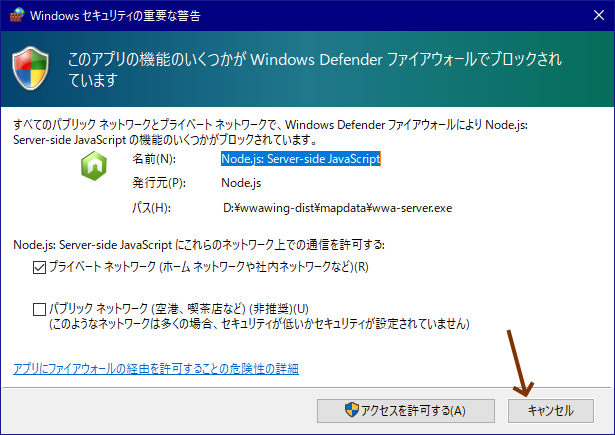 Windows セキュリティの重要な警告
このアプリの機能のいくつかが Windows Defender ファイアウォールでブロックされ
ています
すべてのパブリック ネットワークとプライベート ネットワークで、Windows Defender ファイアウォールにより Node.js:
Server-side JavaScript の機能のいくつかがブロックされています。
名前(N): Node.js: Server-side JavaScript
発行元(P): Node.js
パス(H): D:¥wwawing-dist¥mapdata¥wwa-server.exe
Node.js: Server-side JavaScript にこれらのネットワーク上での通信を許可する:
プライベート ネットワーク (ホーム ネットワークや社内ネットワークなど)(R)
パブリック ネットワーク (空港、喫茶店など) (非推奨)(U)
(このようなネットワークは多くの場合、セキュリティが低いかセキュリティが設定されていません)
アプリにファイアウォールの経由を許可することの危険性の詳細
アクセスを許可する(A) キャンセル